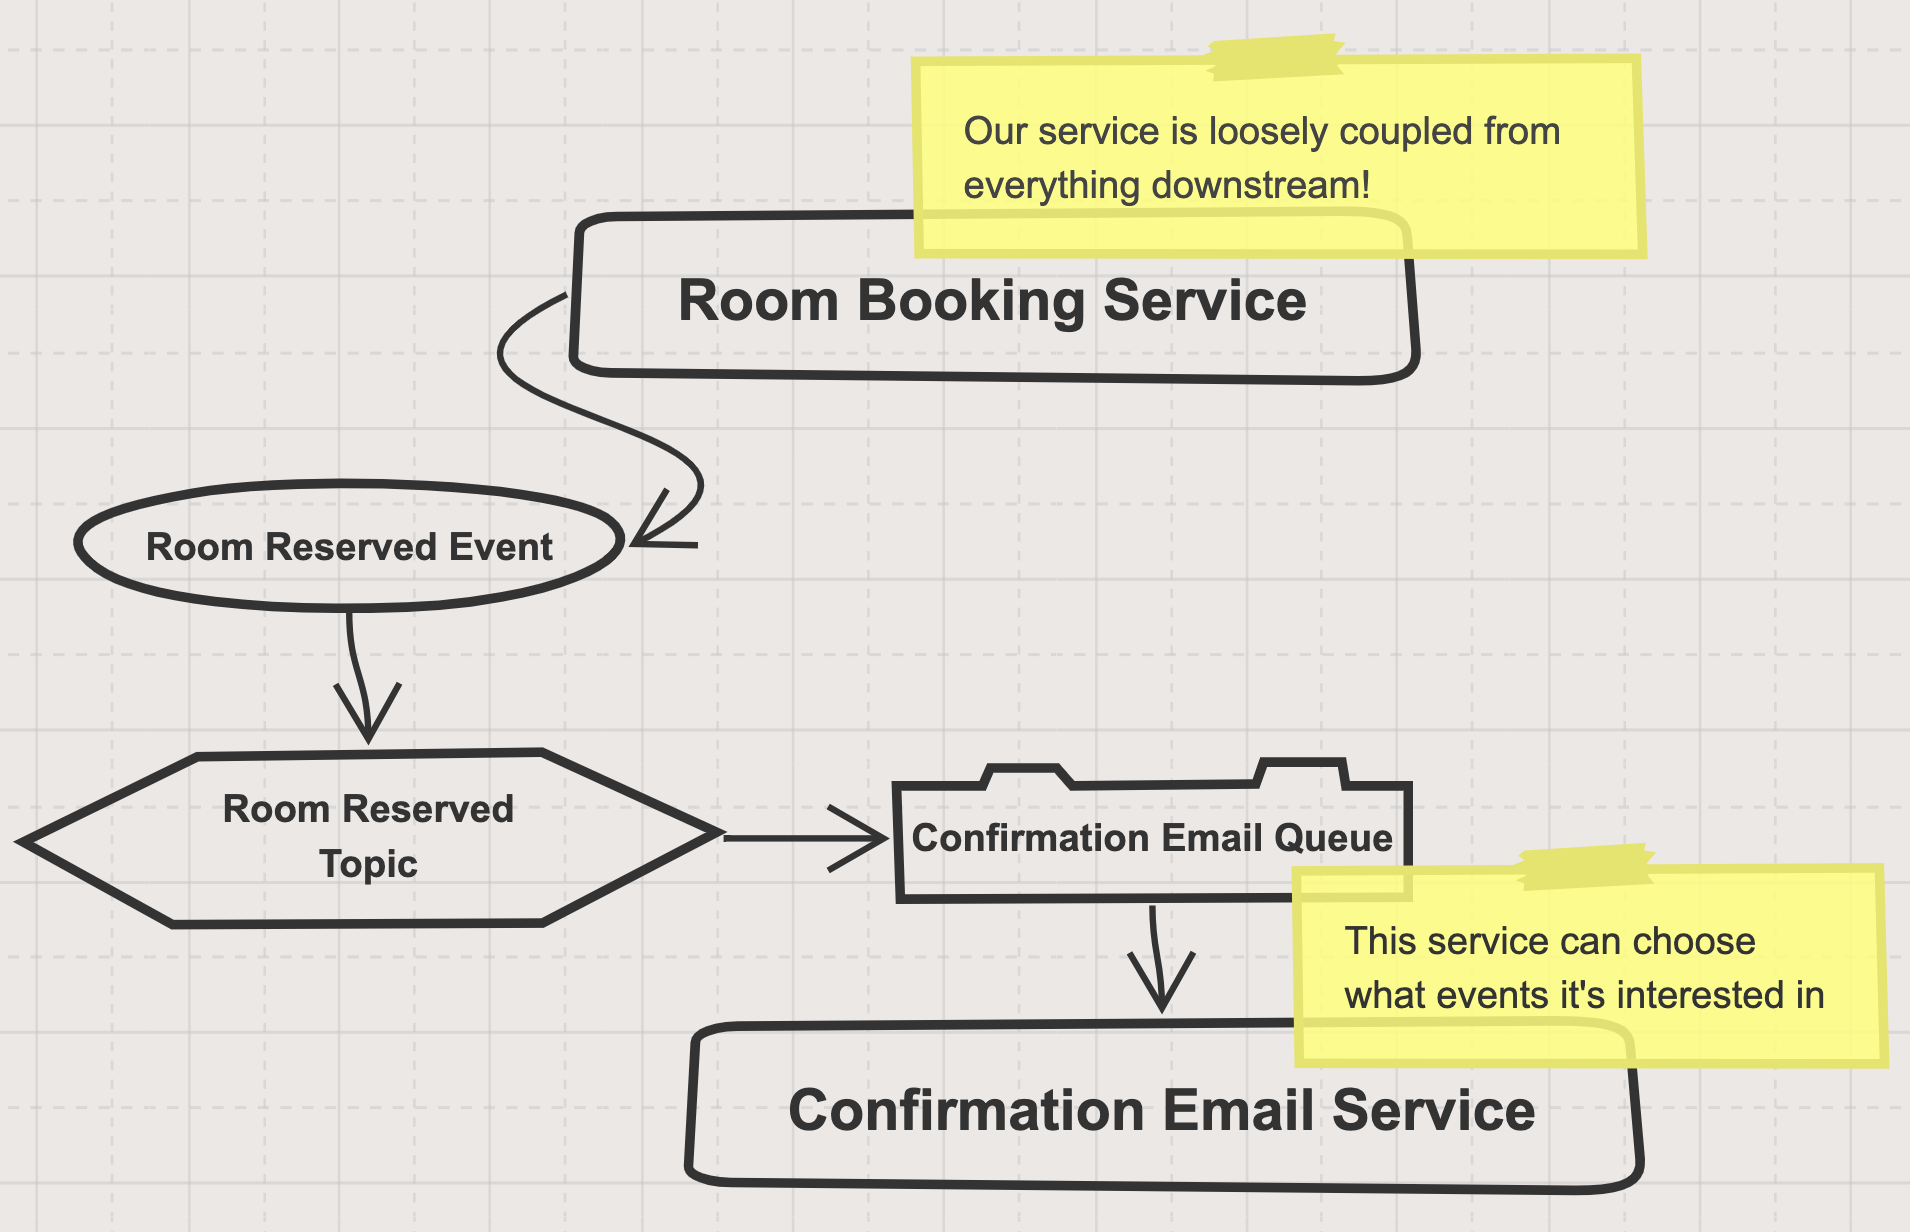 Our service is loosely coupled from
everything downstream!
Room Booking Service
Room Reserved Event
Room Reserved
Topic
Confirmation Email Queue
This service can choose
what events it's interested in
Confirmation Email Service